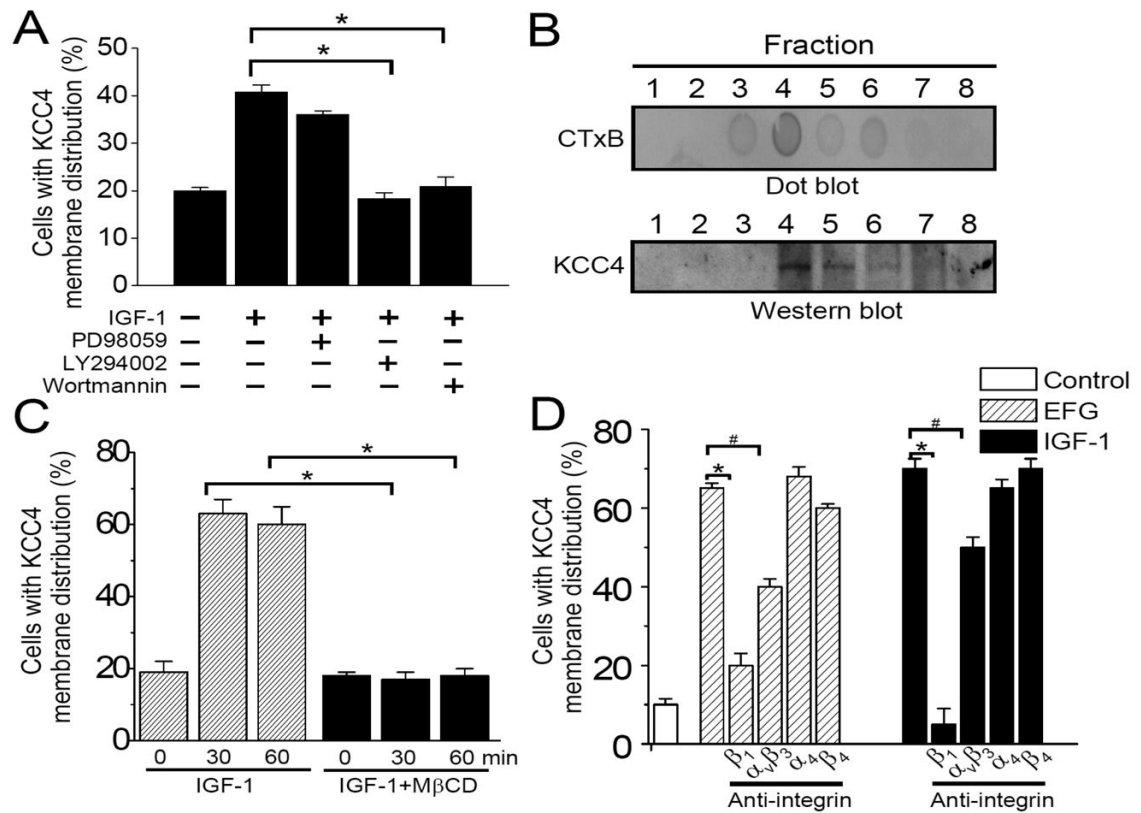 A
Cells with KCC4
membrane distribution (%)
50
40
30
20
10
0
*
*
IGF-1 − + + + +
PD98059 − − + − −
LY294002 − − − + −
Wortmannin − − − − +
B
Fraction
1 2 3 4 5 6 7 8
CTxB
Dot blot
1 2 3 4 5 6 7 8
KCC4
Western blot
C
Cells with KCC4
membrane distribution (%)
80
60
40
20
0
*
*
0 30 60 0 30 60 min
IGF-1 IGF-1+MβCD
D
Control
EFG
IGF-1
Cells with KCC4
membrane distribution (%)
80
60
40
20
0
# #
* *
β1 αvβ3 α4 β4 β1 αvβ3 α4 β4
Anti-integrin Anti-integrin